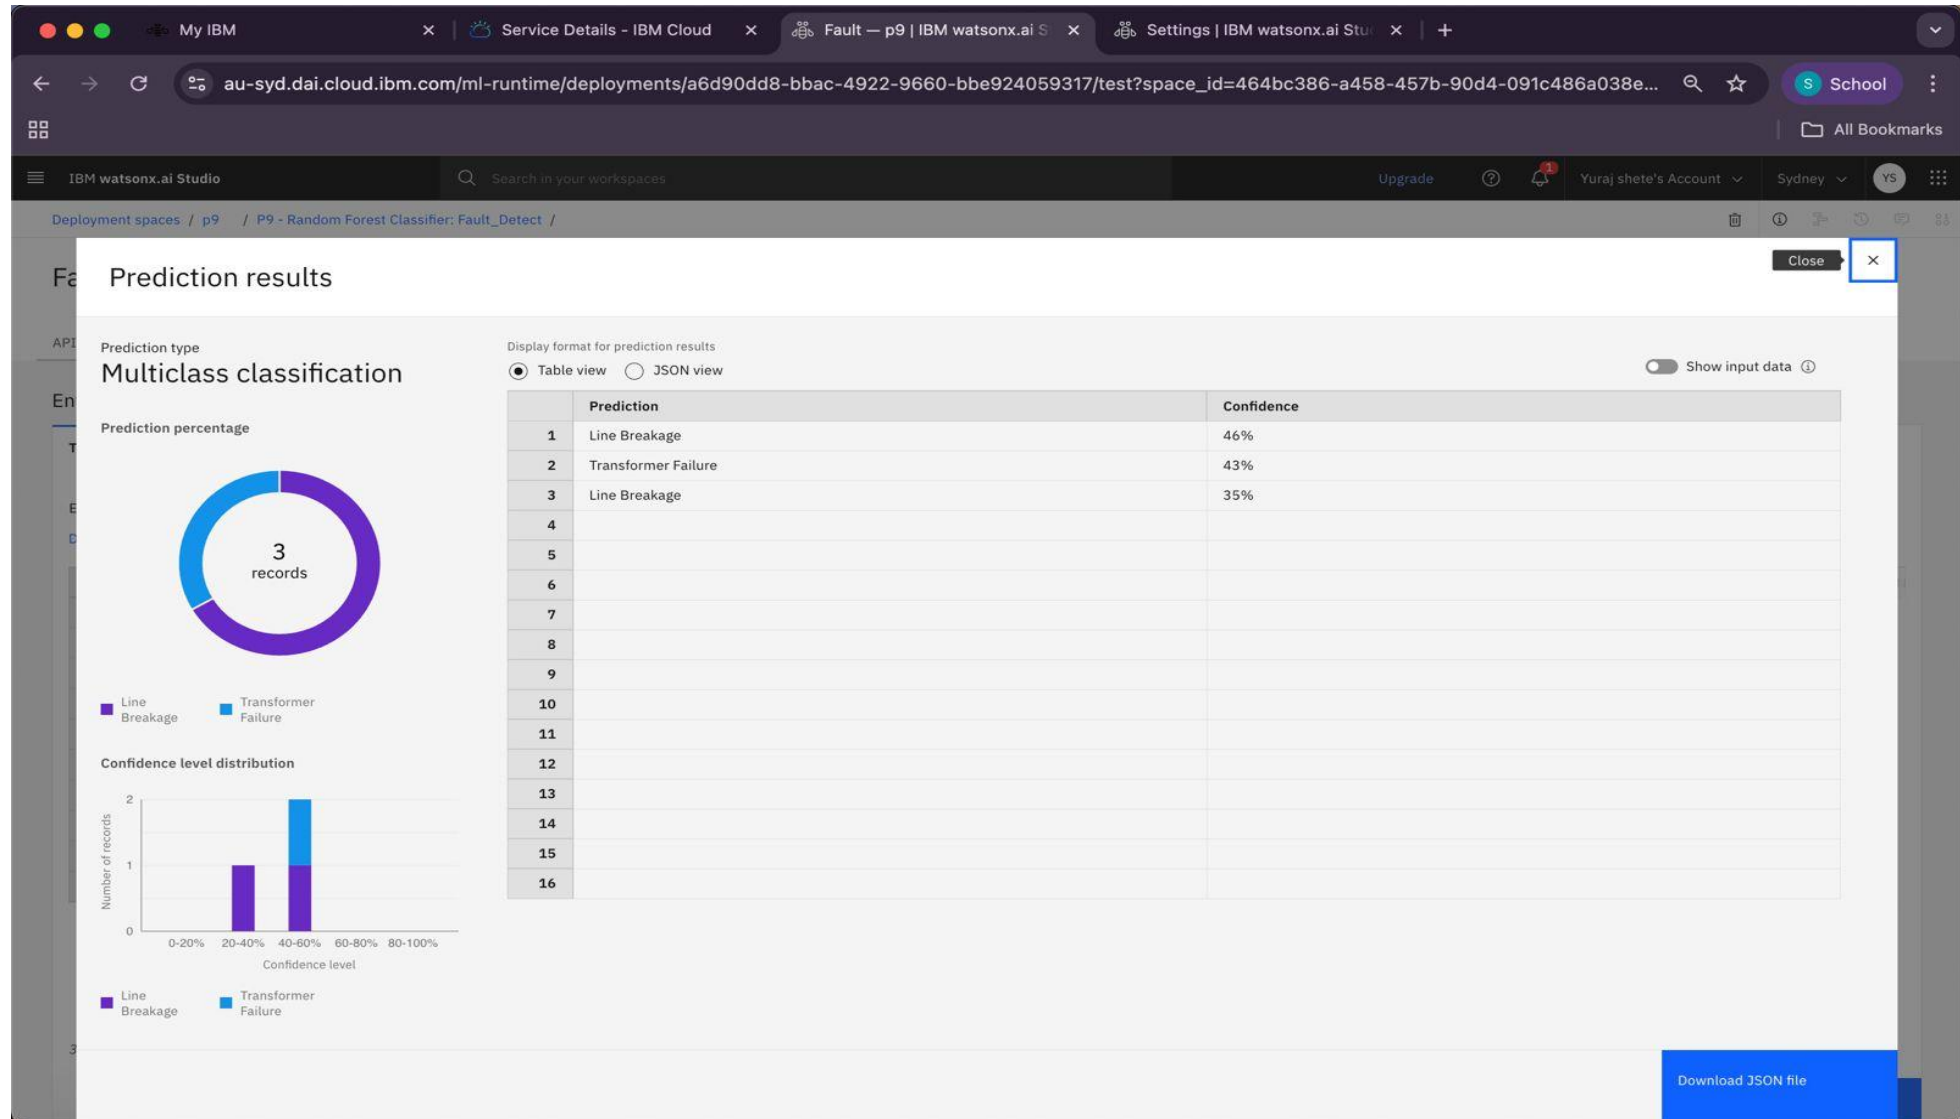 My IBM
Service Details - IBM Cloud
Fault — p9 | IBM watsonx.ai S
Settings | IBM watsonx.ai Stu
au-syd.dai.cloud.ibm.com/ml-runtime/deployments/a6d90dd8-bbac-4922-9660-bbe924059317/test?space_id=464bc386-a458-457b-90d4-091c486a038e...
S School
All Bookmarks
IBM watsonx.ai Studio
Search in your workspaces
Upgrade
1
Yuraj shete's Account
Sydney
YS
Deployment spaces / p9 / P9 - Random Forest Classifier: Fault_Detect /
Fa
Prediction results
Close
API
Prediction type
Multiclass classification
Display format for prediction results
Table view JSON view
Show input data
En
Prediction percentage
3
records
Line Breakage
Transformer Failure
Prediction Confidence
1 Line Breakage 46%
2 Transformer Failure 43%
3 Line Breakage 35%
4
5
6
7
8
9
10
11
12
13
14
15
16
Confidence level distribution
Number of records
2
1
0
0-20% 20-40% 40-60% 60-80% 80-100%
Confidence level
Line Breakage
Transformer Failure
Download JSON file